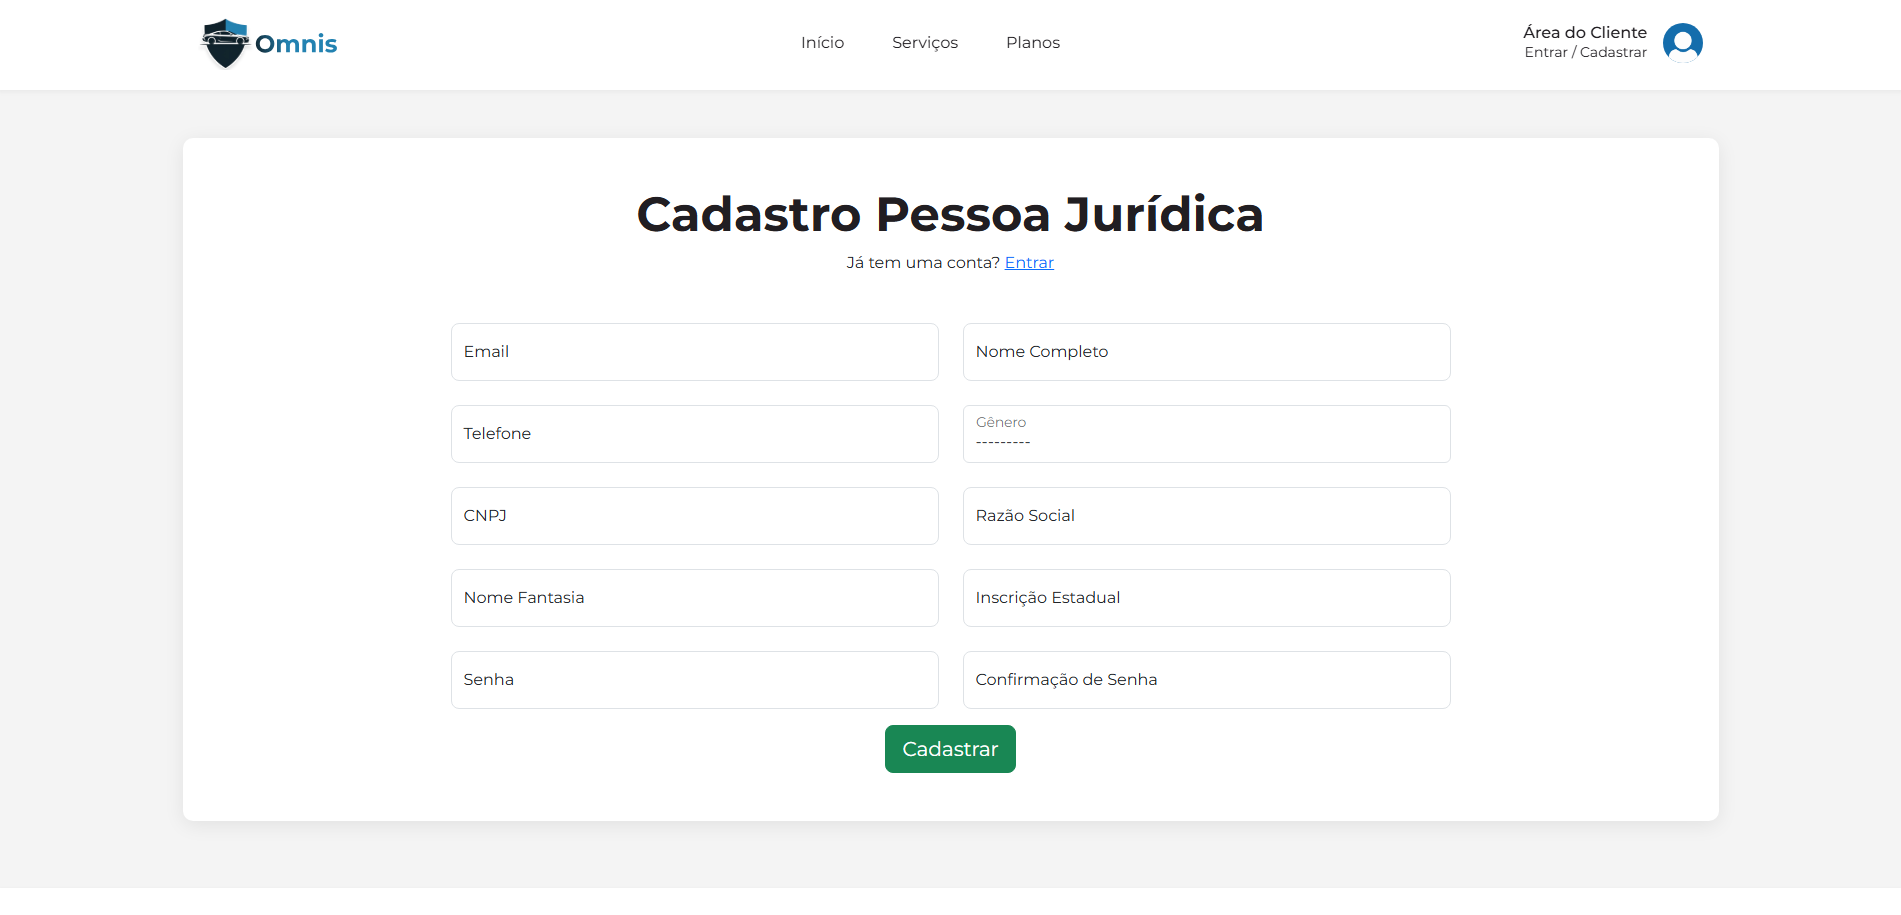 Omnis
Início
Serviços
Planos
Área do Cliente
Entrar / Cadastrar
Cadastro Pessoa Jurídica
Já tem uma conta? Entrar
Email
Nome Completo
Telefone
Gênero
---------
CNPJ
Razão Social
Nome Fantasia
Inscrição Estadual
Senha
Confirmação de Senha
Cadastrar